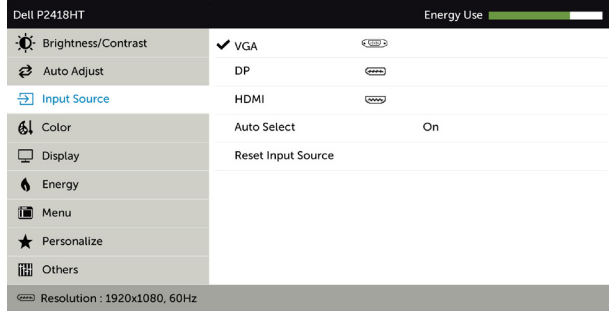 Dell P2418HT Energy Use
Brightness/Contrast
Auto Adjust
Input Source
Color
Display
Energy
Menu
Personalize
Others
VGA
DP
HDMI
Auto Select On
Reset Input Source
Resolution : 1920x1080, 60Hz